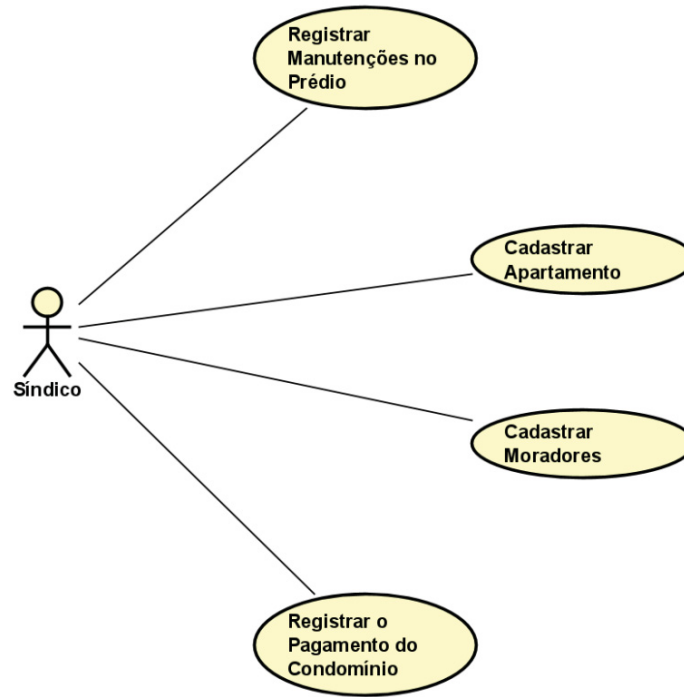 Registrar
Manutenções no
Prédio
Cadastrar
Apartamento
Síndico
Cadastrar
Moradores
Registrar o
Pagamento do
Condomínio